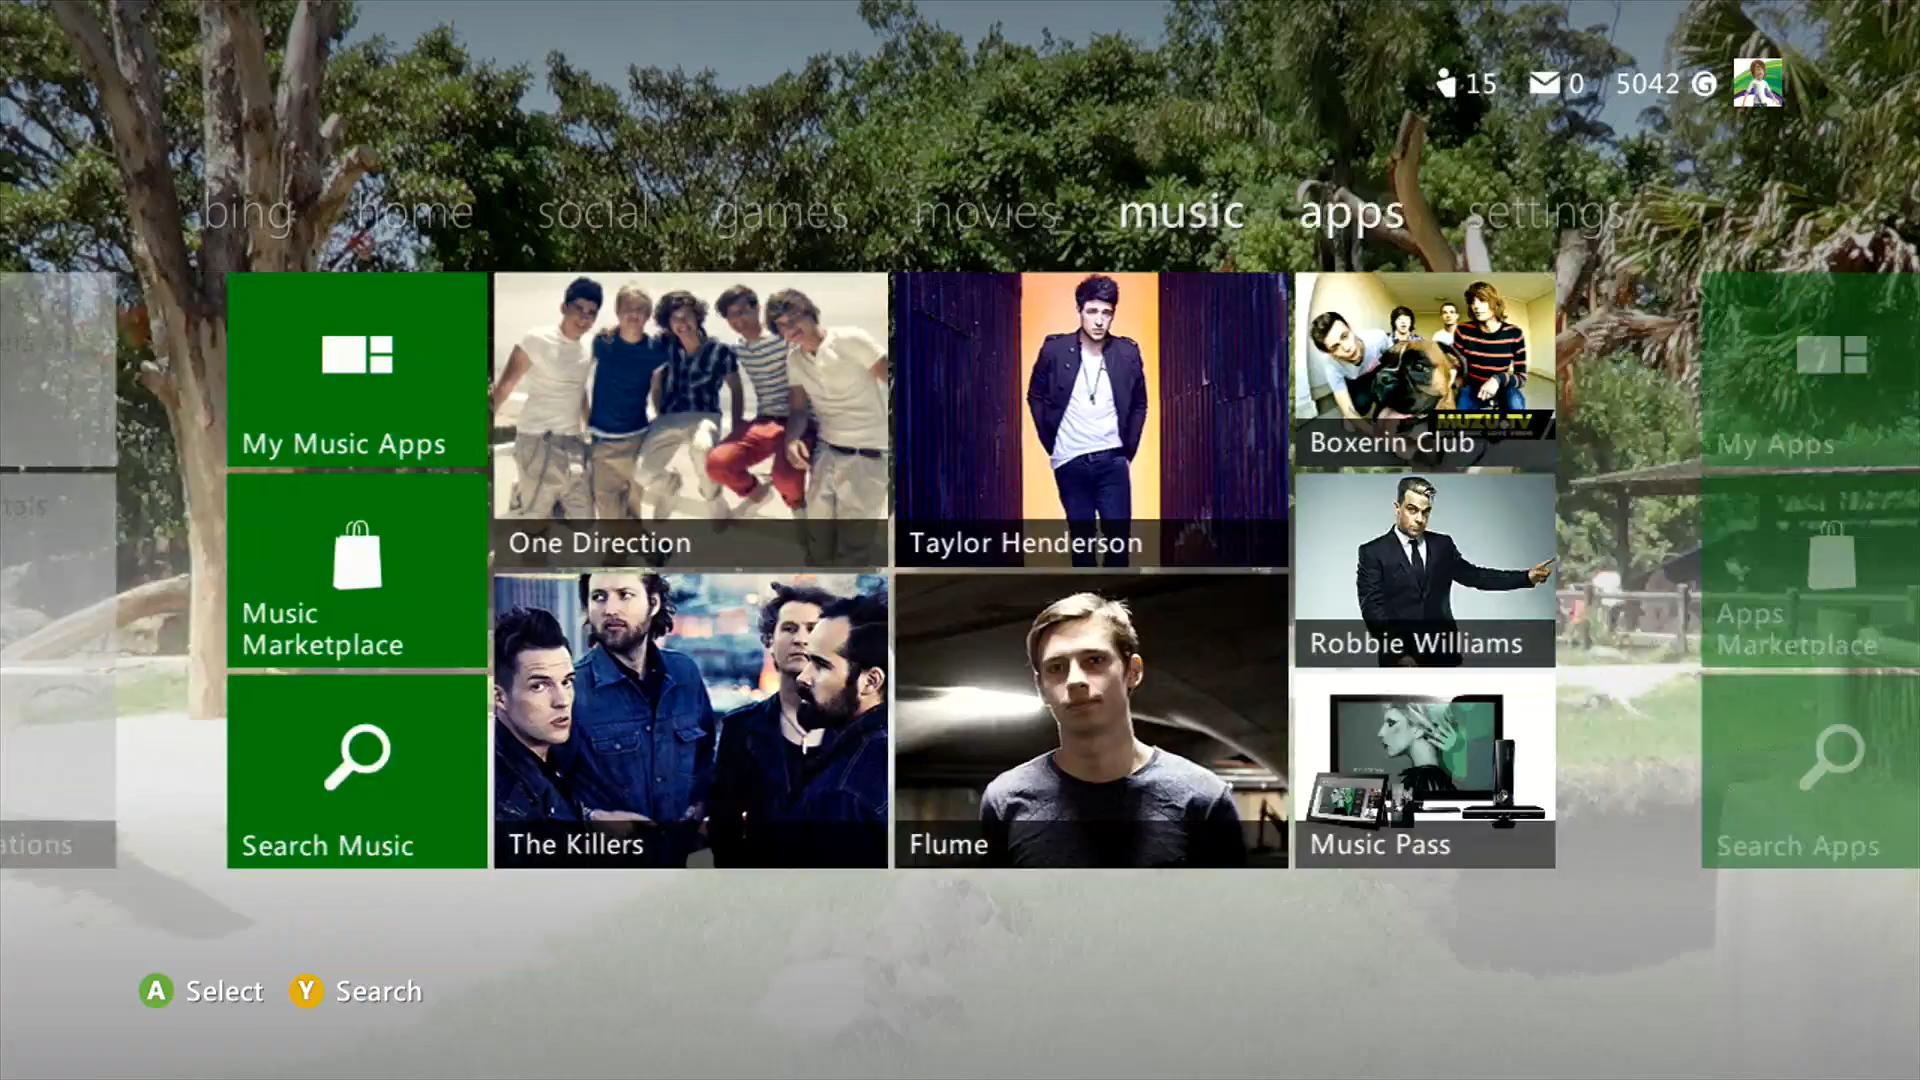 15 0 5042 G
bing home social games movies music apps settings
My Music Apps
Music
Marketplace
Search Music
One Direction
The Killers
Taylor Henderson
Flume
MUZU.TV
Boxerin Club
Robbie Williams
Music Pass
My Apps
Apps
Marketplace
Search Apps
A Select Y Search